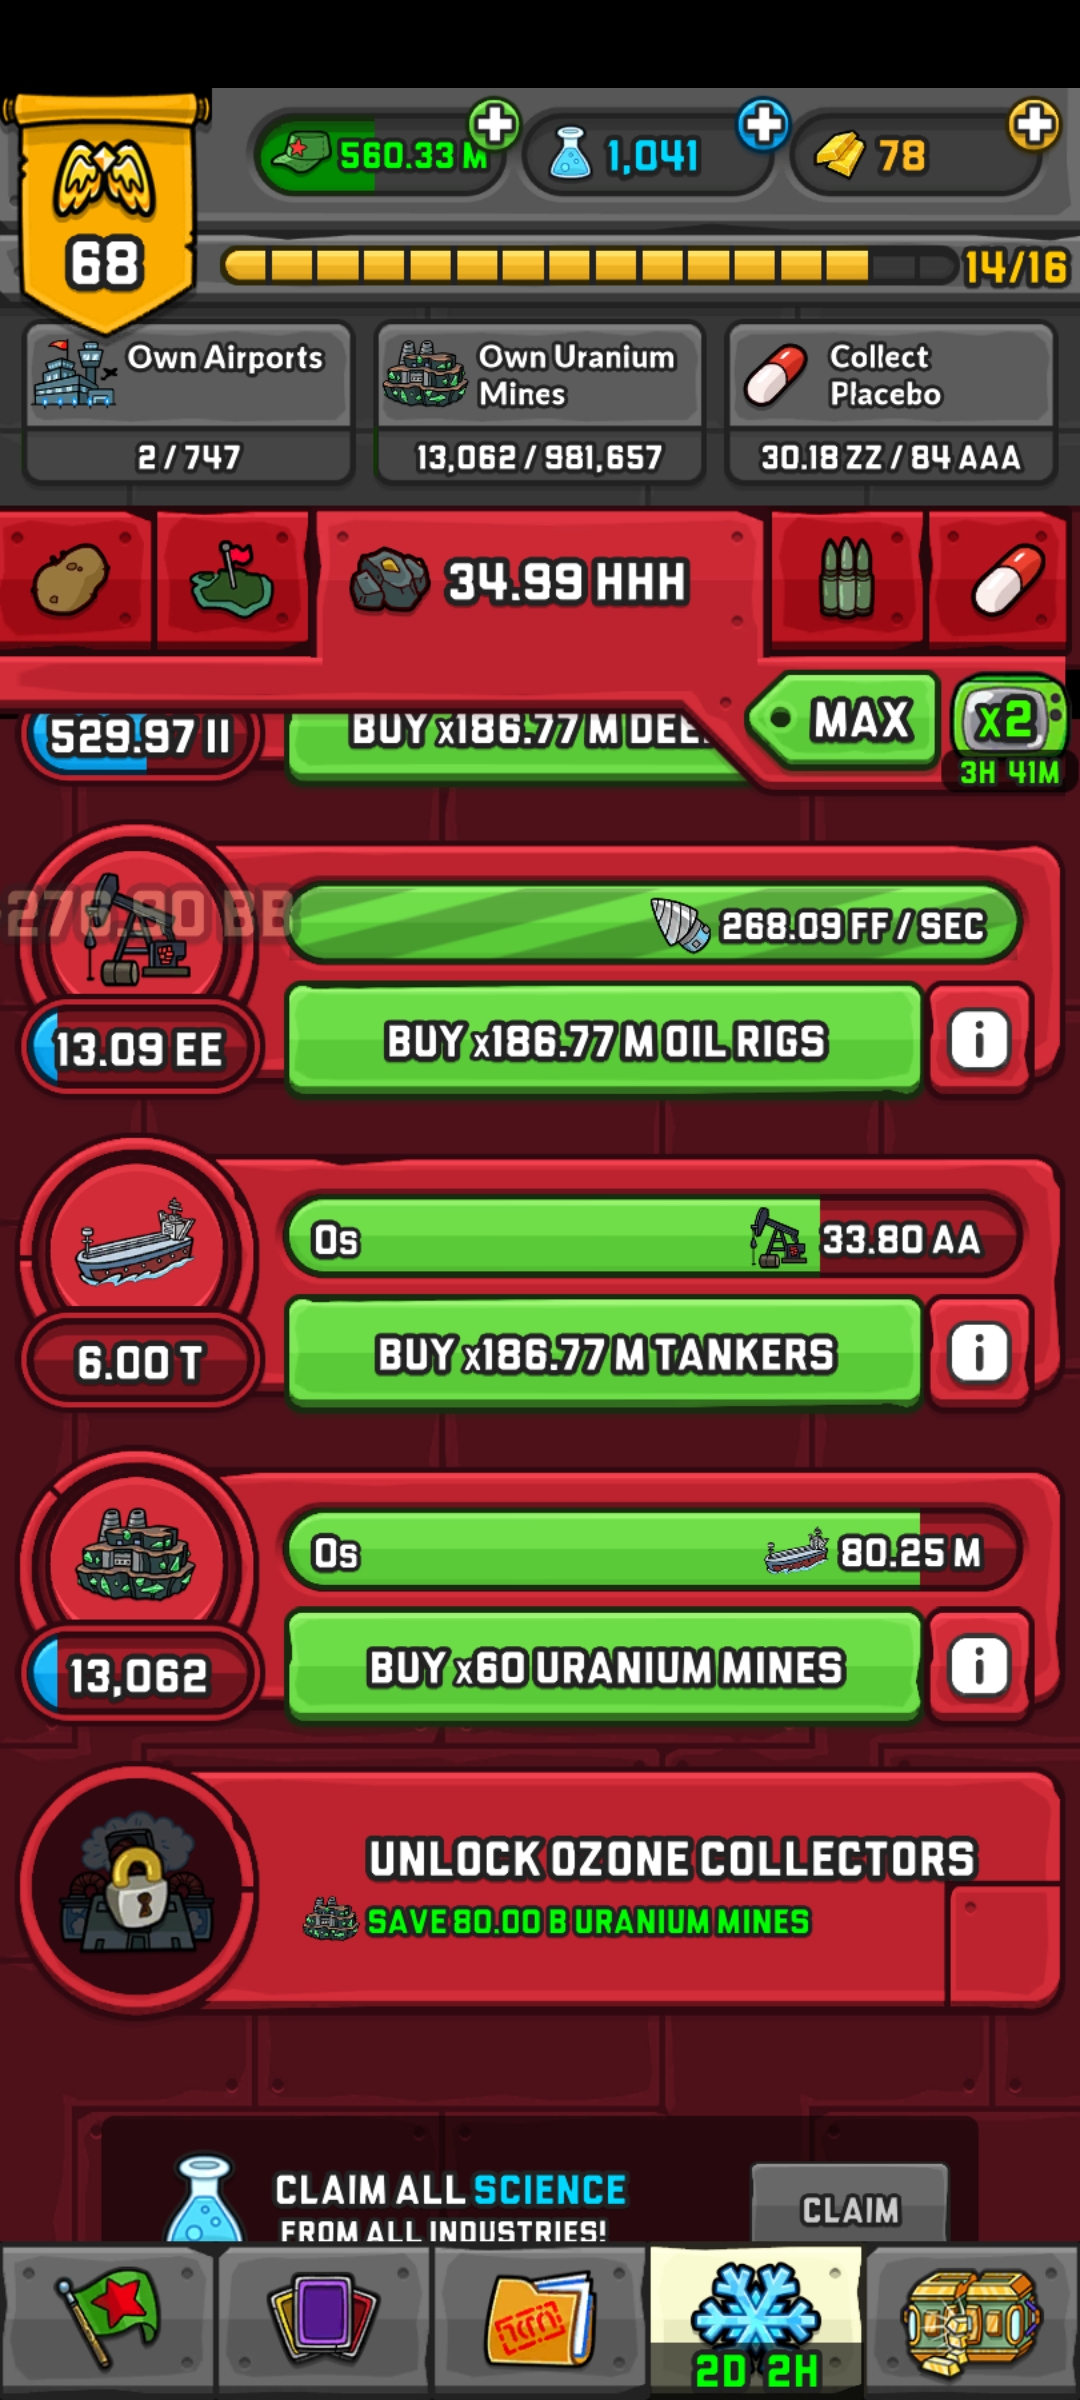 560.33 M
1,041
78
68
14/16
Own Airports
2 / 747
Own Uranium
Mines
13,062 / 981,657
Collect
Placebo
30.18 ZZ / 84 AAA
34.99 HHH
MAX
x2
3H 41M
529.97 II
BUY x186.77 M DEE
268.09 FF / SEC
13.09 EE
BUY x186.77 M OIL RIGS
i
0s
33.80 AA
6.00 T
BUY x186.77 M TANKERS
i
0s
80.25 M
13,062
BUY x60 URANIUM MINES
i
UNLOCK OZONE COLLECTORS
SAVE 80.00 B URANIUM MINES
CLAIM ALL SCIENCE
FROM ALL INDUSTRIES!
CLAIM
2D 2H